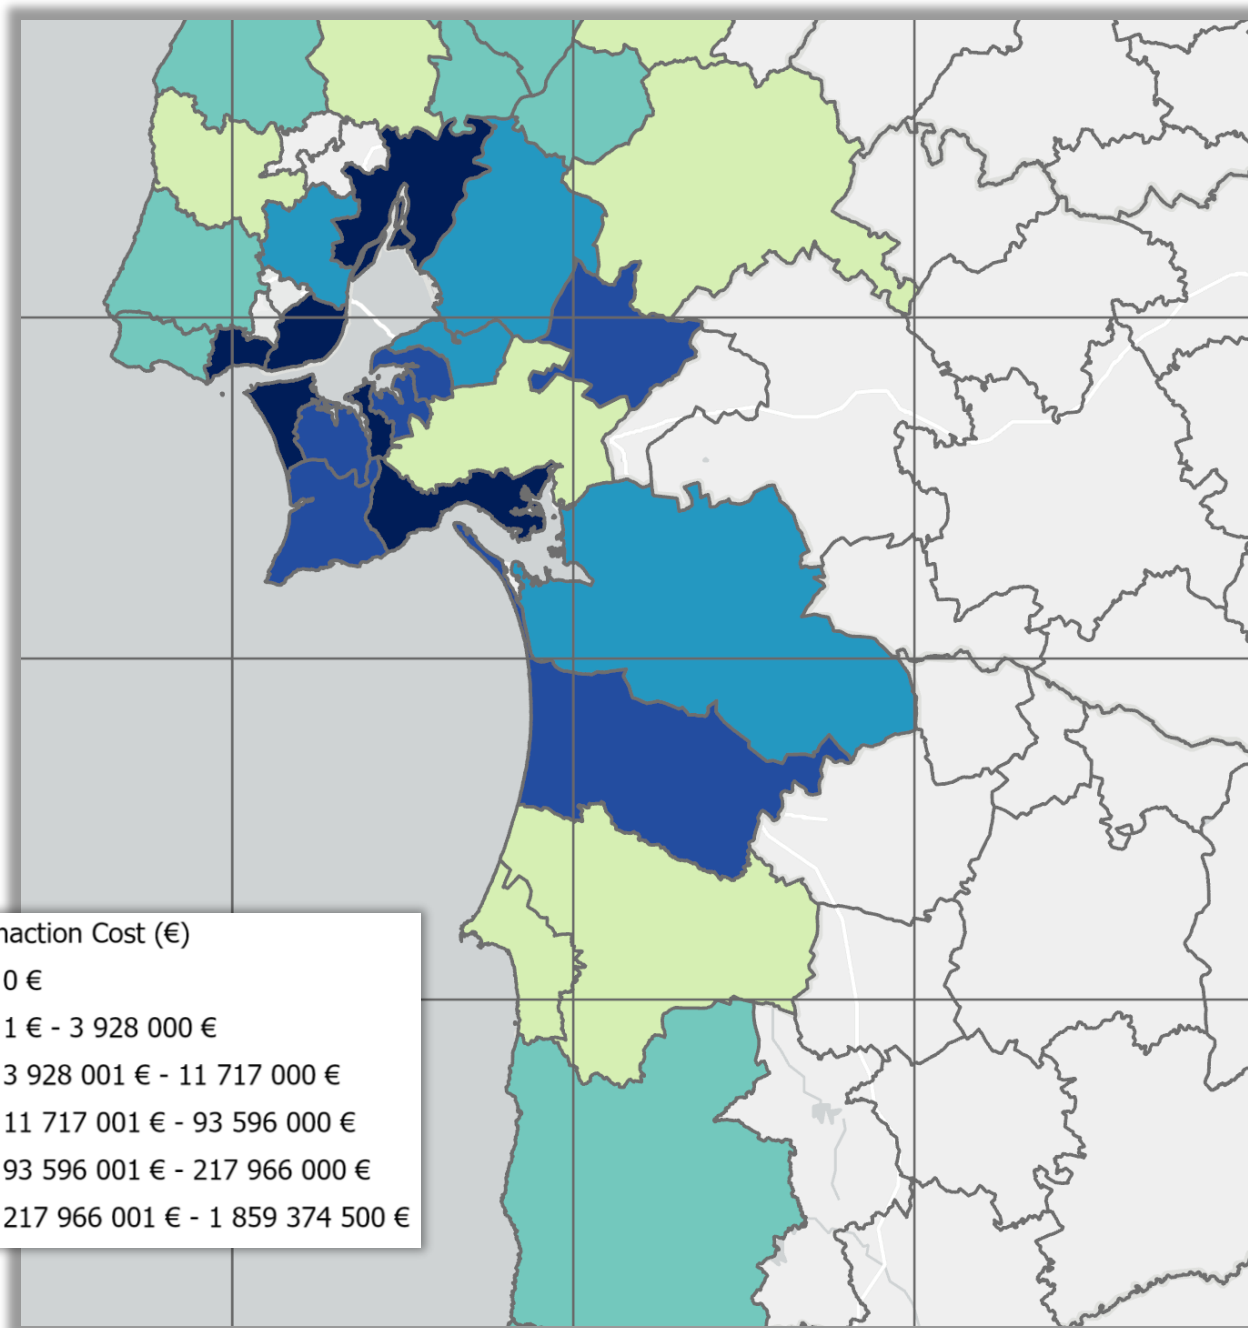 naction Cost (€)
0 €
1 € - 3 928 000 €
3 928 001 € - 11 717 000 €
11 717 001 € - 93 596 000 €
93 596 001 € - 217 966 000 €
217 966 001 € - 1 859 374 500 €